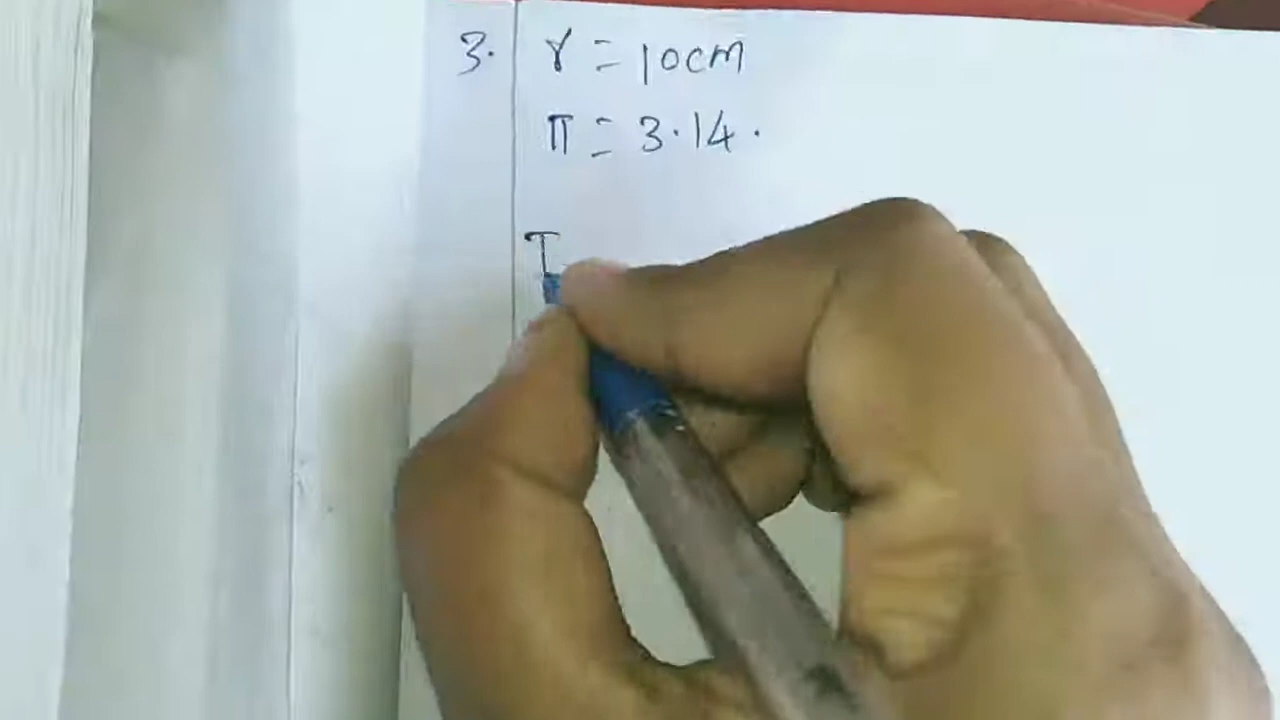 3. r = 10cm
π = 3.14.
T